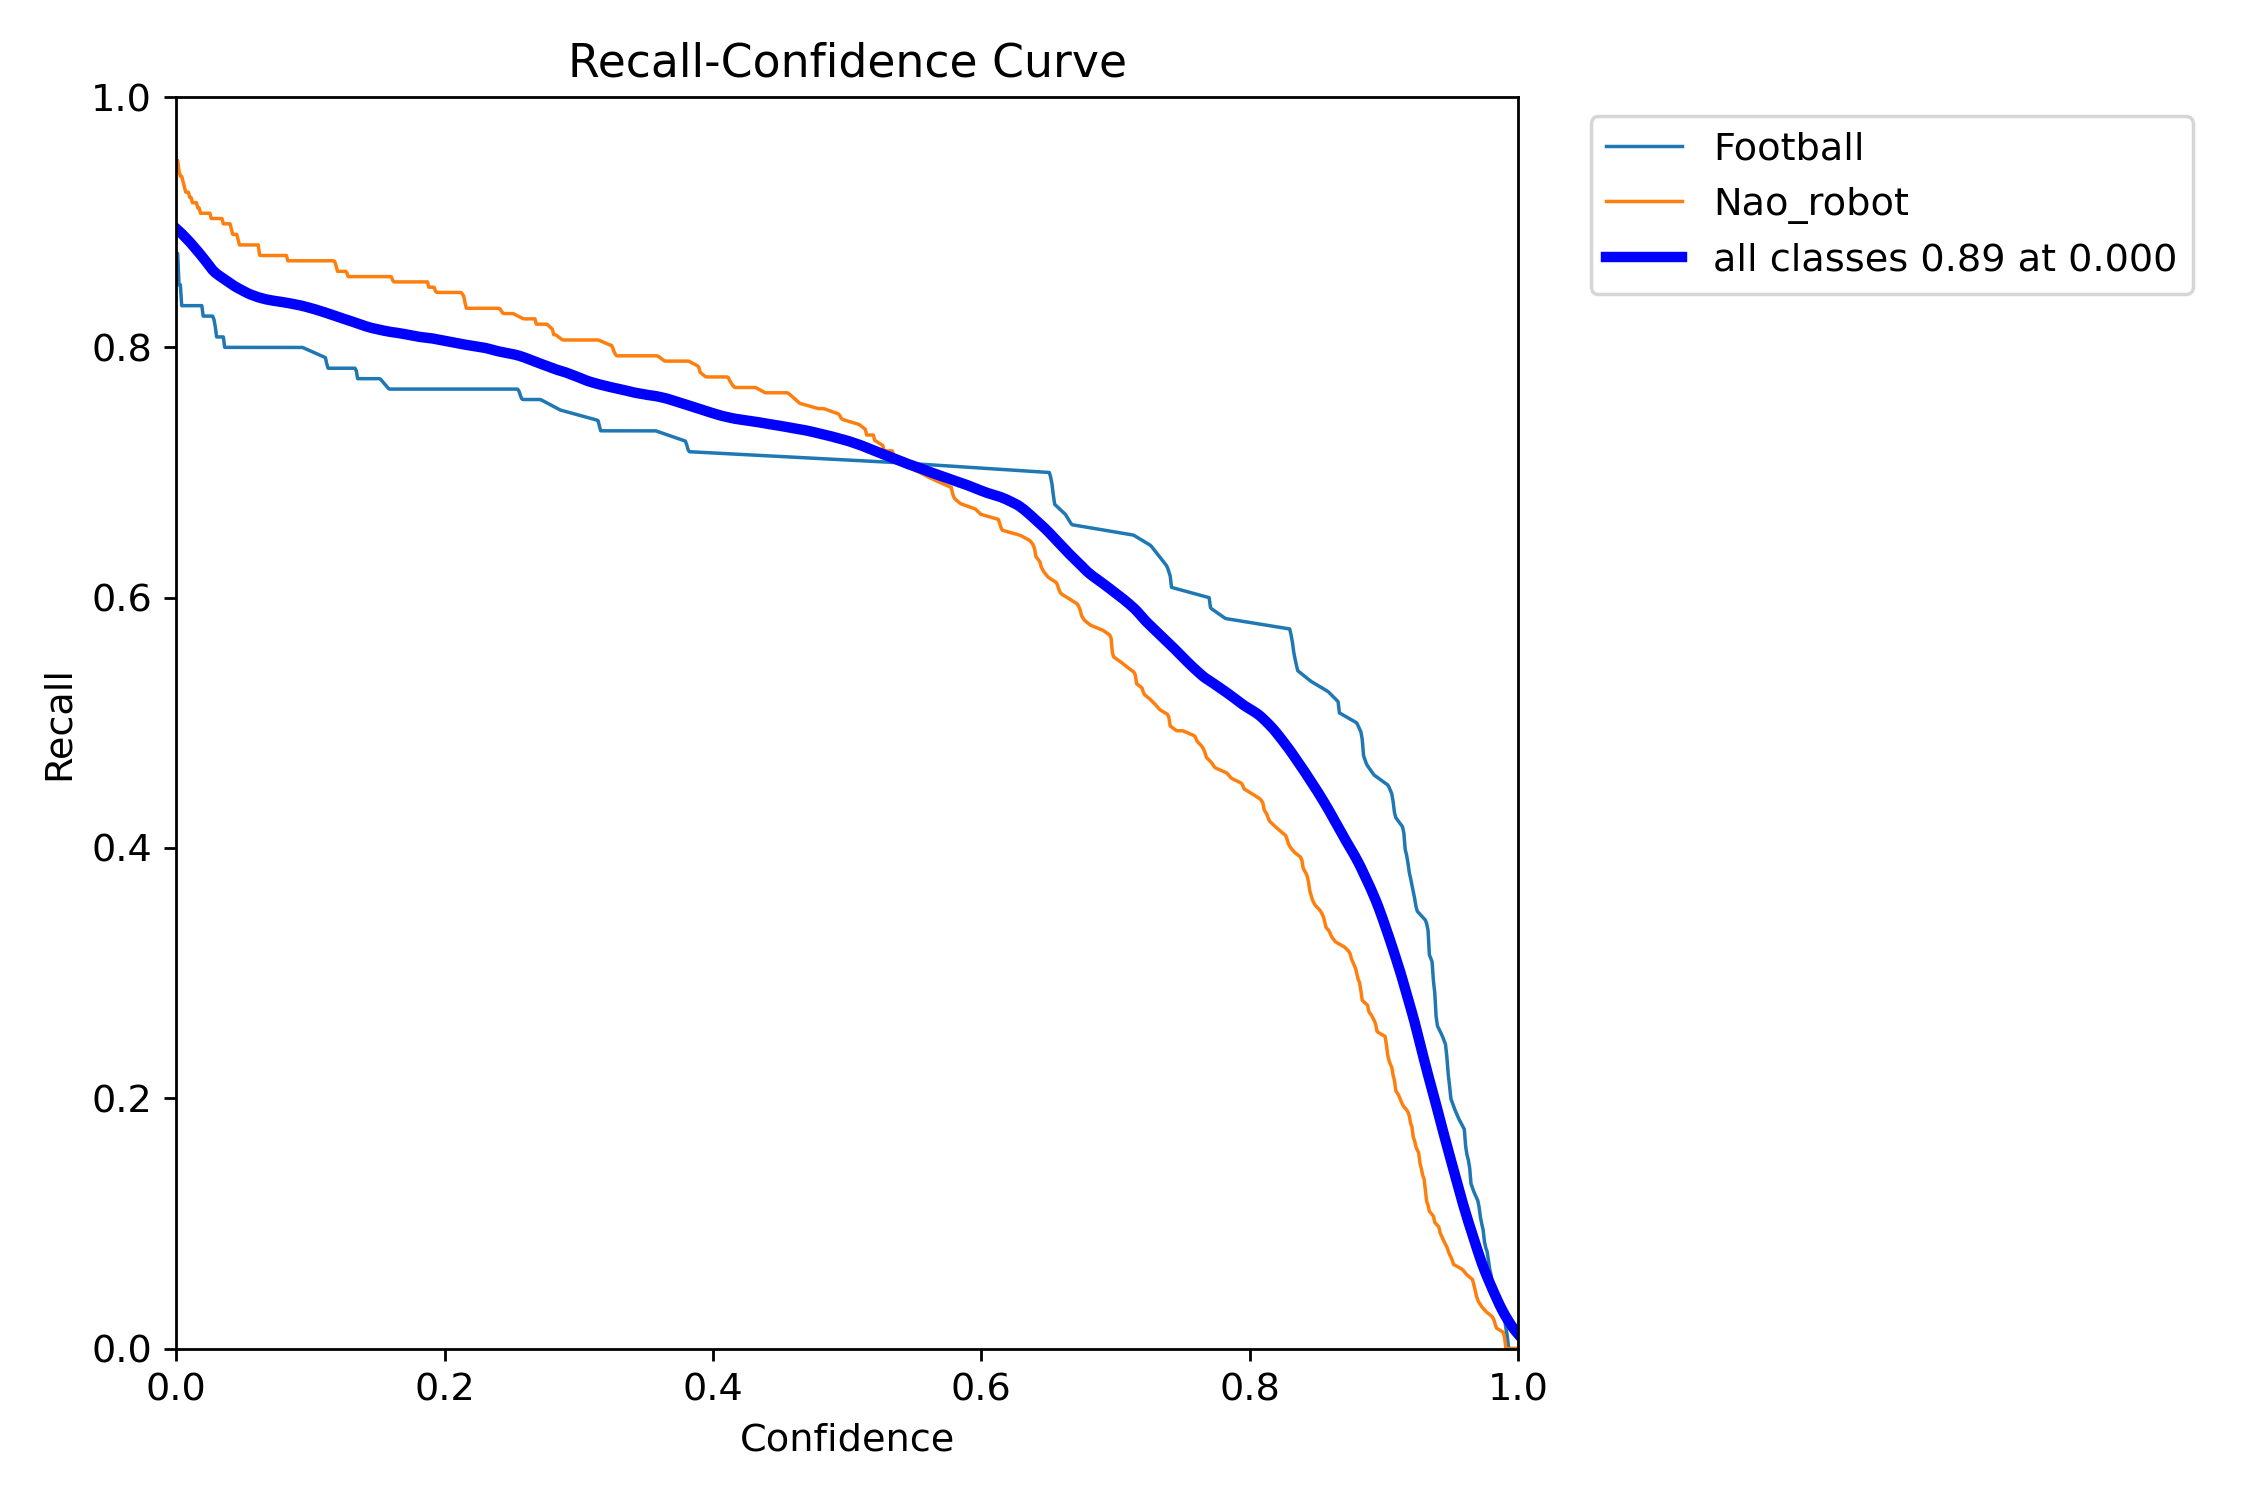 Recall-Confidence Curve
1.0
0.8
0.6
0.4
0.2
0.0
Recall
0.0 0.2 0.4 0.6 0.8 1.0
Confidence
Football
Nao_robot
all classes 0.89 at 0.000